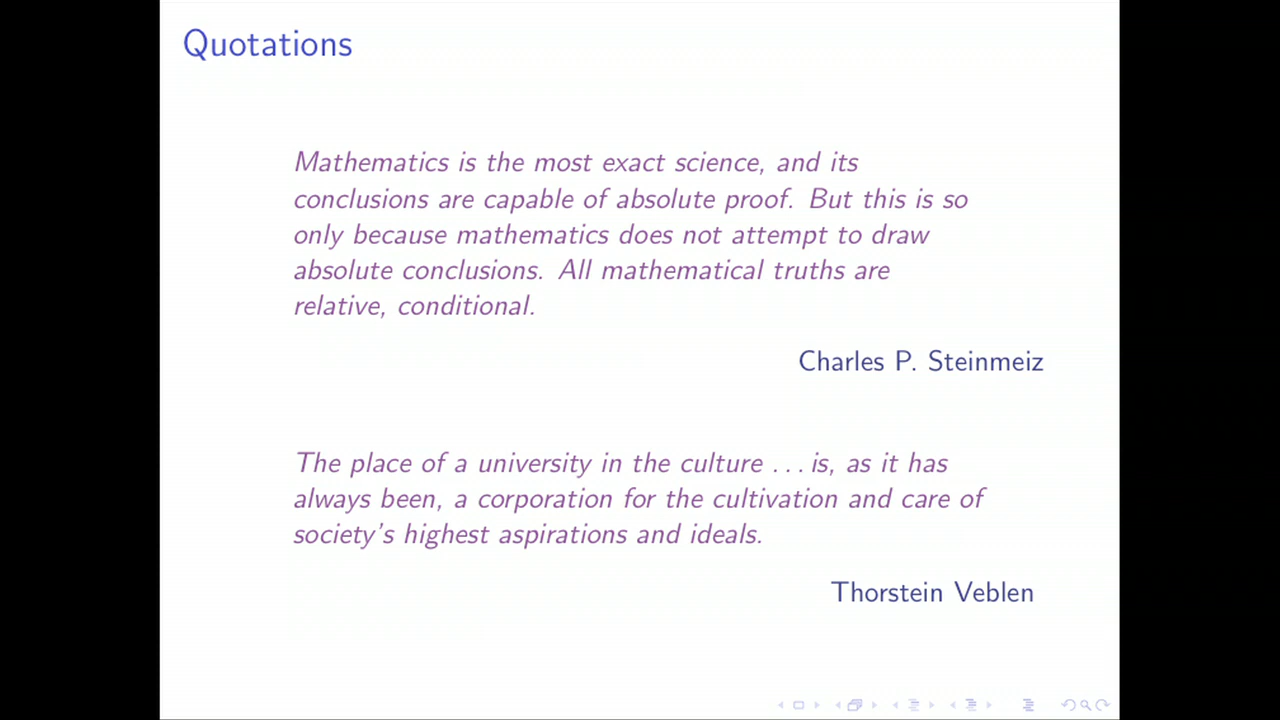 Quotations
Mathematics is the most exact science, and its
conclusions are capable of absolute proof. But this is so
only because mathematics does not attempt to draw
absolute conclusions. All mathematical truths are
relative, conditional.
Charles P. Steinmeiz
The place of a university in the culture ... is, as it has
always been, a corporation for the cultivation and care of
society's highest aspirations and ideals.
Thorstein Veblen